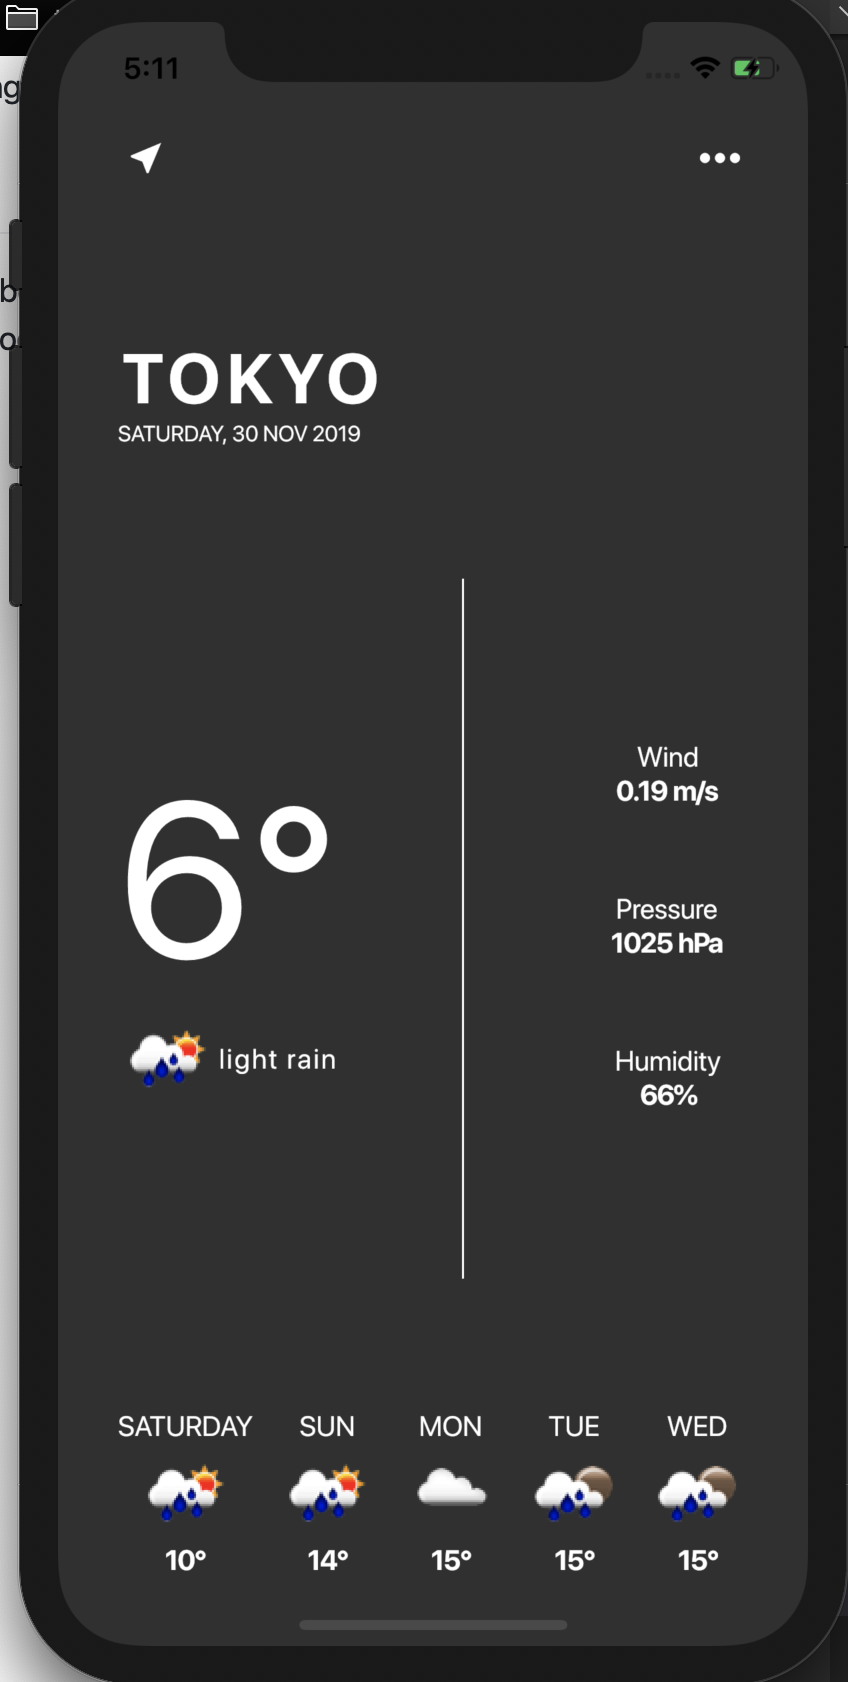 5:11
TOKYO
SATURDAY, 30 NOV 2019
Wind
0.19 m/s
6°
Pressure
1025 hPa
light rain
Humidity
66%
SATURDAY SUN MON TUE WED
10° 14° 15° 15° 15°